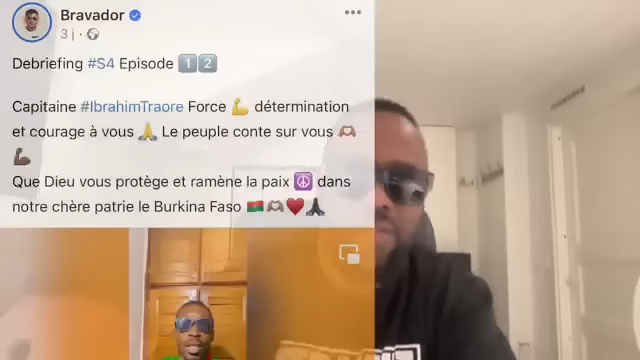 Bravador
3 j
Debriefing #S4 Episode 1️⃣2️⃣
Capitaine #IbrahimTraore Force 💪 détermination
et courage à vous 🙏 Le peuple conte sur vous 🫶🏾
💪🏿
Que Dieu vous protège et ramène la paix ☮️ dans
notre chère patrie le Burkina Faso 🇧🇫🫶🏾♥️🙏🏿